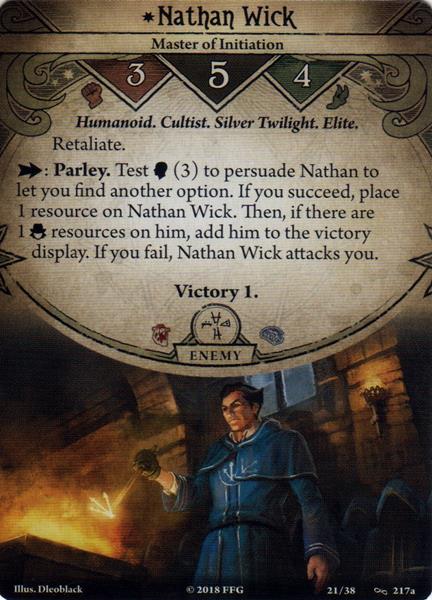 Nathan Wick
Master of Initiation
3 5 4
Humanoid. Cultist. Silver Twilight. Elite.
Retaliate.
: Parley. Test (3) to persuade Nathan to
let you find another option. If you succeed, place
1 resource on Nathan Wick. Then, if there are
1 resources on him, add him to the victory
display. If you fail, Nathan Wick attacks you.
Victory 1.
ENEMY
Illus. Dleoblack © 2018 FFG 21/38 217a